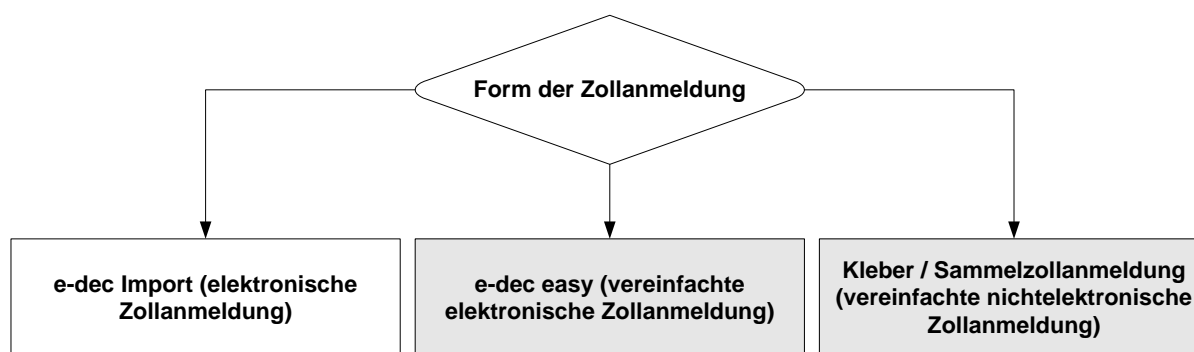 Form der Zollanmeldung
e-dec Import (elektronische
Zollanmeldung)
e-dec easy (vereinfachte
elektronische Zollanmeldung)
Kleber / Sammelzollanmeldung
(vereinfachte nichtelektronische
Zollanmeldung)